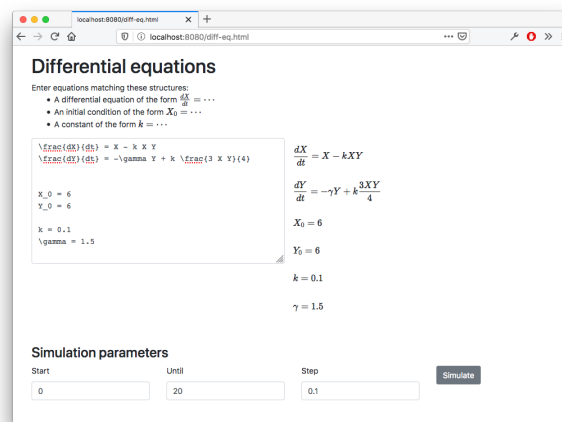 localhost:8080/diff-eq.html
localhost:8080/diff-eq.html
Differential equations
Enter equations matching these structures:
• A differential equation of the form dX/dt = ⋯
• An initial condition of the form X₀ = ⋯
• A constant of the form k = ⋯
\frac{dX}{dt} = X - k X Y
\frac{dY}{dt} = -\gamma Y + k \frac{3 X Y}{4}
X_0 = 6
Y_0 = 6
k = 0.1
\gamma = 1.5
dX/dt = X − kXY
dY/dt = −γY + k 3XY/4
X₀ = 6
Y₀ = 6
k = 0.1
γ = 1.5
Simulation parameters
Start Until Step
Simulate
0 20 0.1